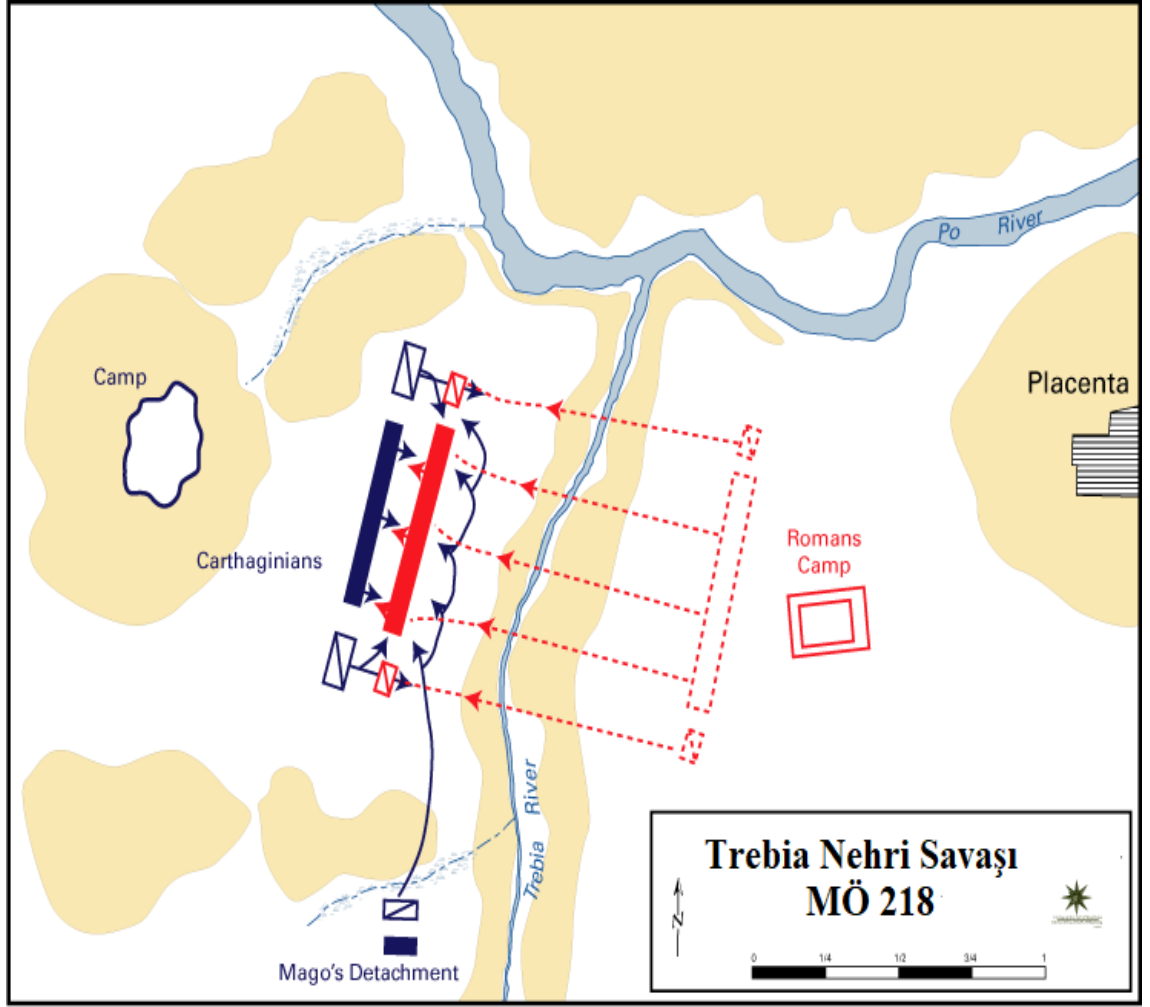 Po River
Camp
Placenta
Carthaginians
Romans
Camp
Trebia River
Mago's Detachment
Trebia Nehri Savaşı
MÖ 218
N
0 1/4 1/2 3/4 1